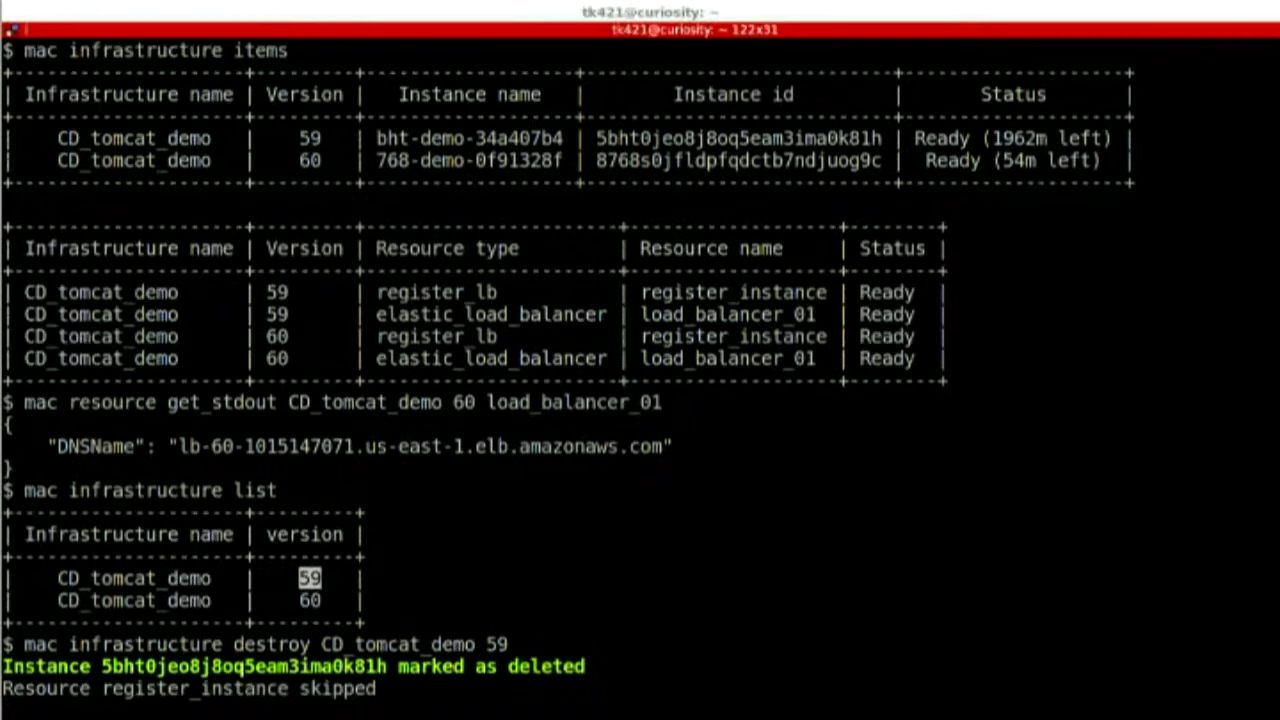 tk421@curiosity: ~
tk421@curiosity: ~ 122x31
$ mac infrastructure items
+---------------------+---------+-------------------+----------------------------+--------------------+
| Infrastructure name | Version |   Instance name   |        Instance id         |       Status       |
+---------------------+---------+-------------------+----------------------------+--------------------+
|    CD_tomcat_demo   |    59   | bht-demo-34a407b4 | 5bht0jeo8j8oq5eam3ima0k81h | Ready (1962m left) |
|    CD_tomcat_demo   |    60   | 768-demo-0f91328f | 8768s0jfldpfqdctb7ndjuog9c |  Ready (54m left)  |
+---------------------+---------+-------------------+----------------------------+--------------------+
+---------------------+---------+-----------------------+-------------------+--------+
| Infrastructure name | Version | Resource type         | Resource name     | Status |
+---------------------+---------+-----------------------+-------------------+--------+
| CD_tomcat_demo      | 59      | register_lb           | register_instance | Ready  |
| CD_tomcat_demo      | 59      | elastic_load_balancer | load_balancer_01  | Ready  |
| CD_tomcat_demo      | 60      | register_lb           | register_instance | Ready  |
| CD_tomcat_demo      | 60      | elastic_load_balancer | load_balancer_01  | Ready  |
+---------------------+---------+-----------------------+-------------------+--------+
$ mac resource get_stdout CD_tomcat_demo 60 load_balancer_01
{
    "DNSName": "lb-60-1015147071.us-east-1.elb.amazonaws.com"
}
$ mac infrastructure list
+---------------------+---------+
| Infrastructure name | version |
+---------------------+---------+
|    CD_tomcat_demo   |    59   |
|    CD_tomcat_demo   |    60   |
+---------------------+---------+
$ mac infrastructure destroy CD_tomcat_demo 59
Instance 5bht0jeo8j8oq5eam3ima0k81h marked as deleted
Resource register_instance skipped